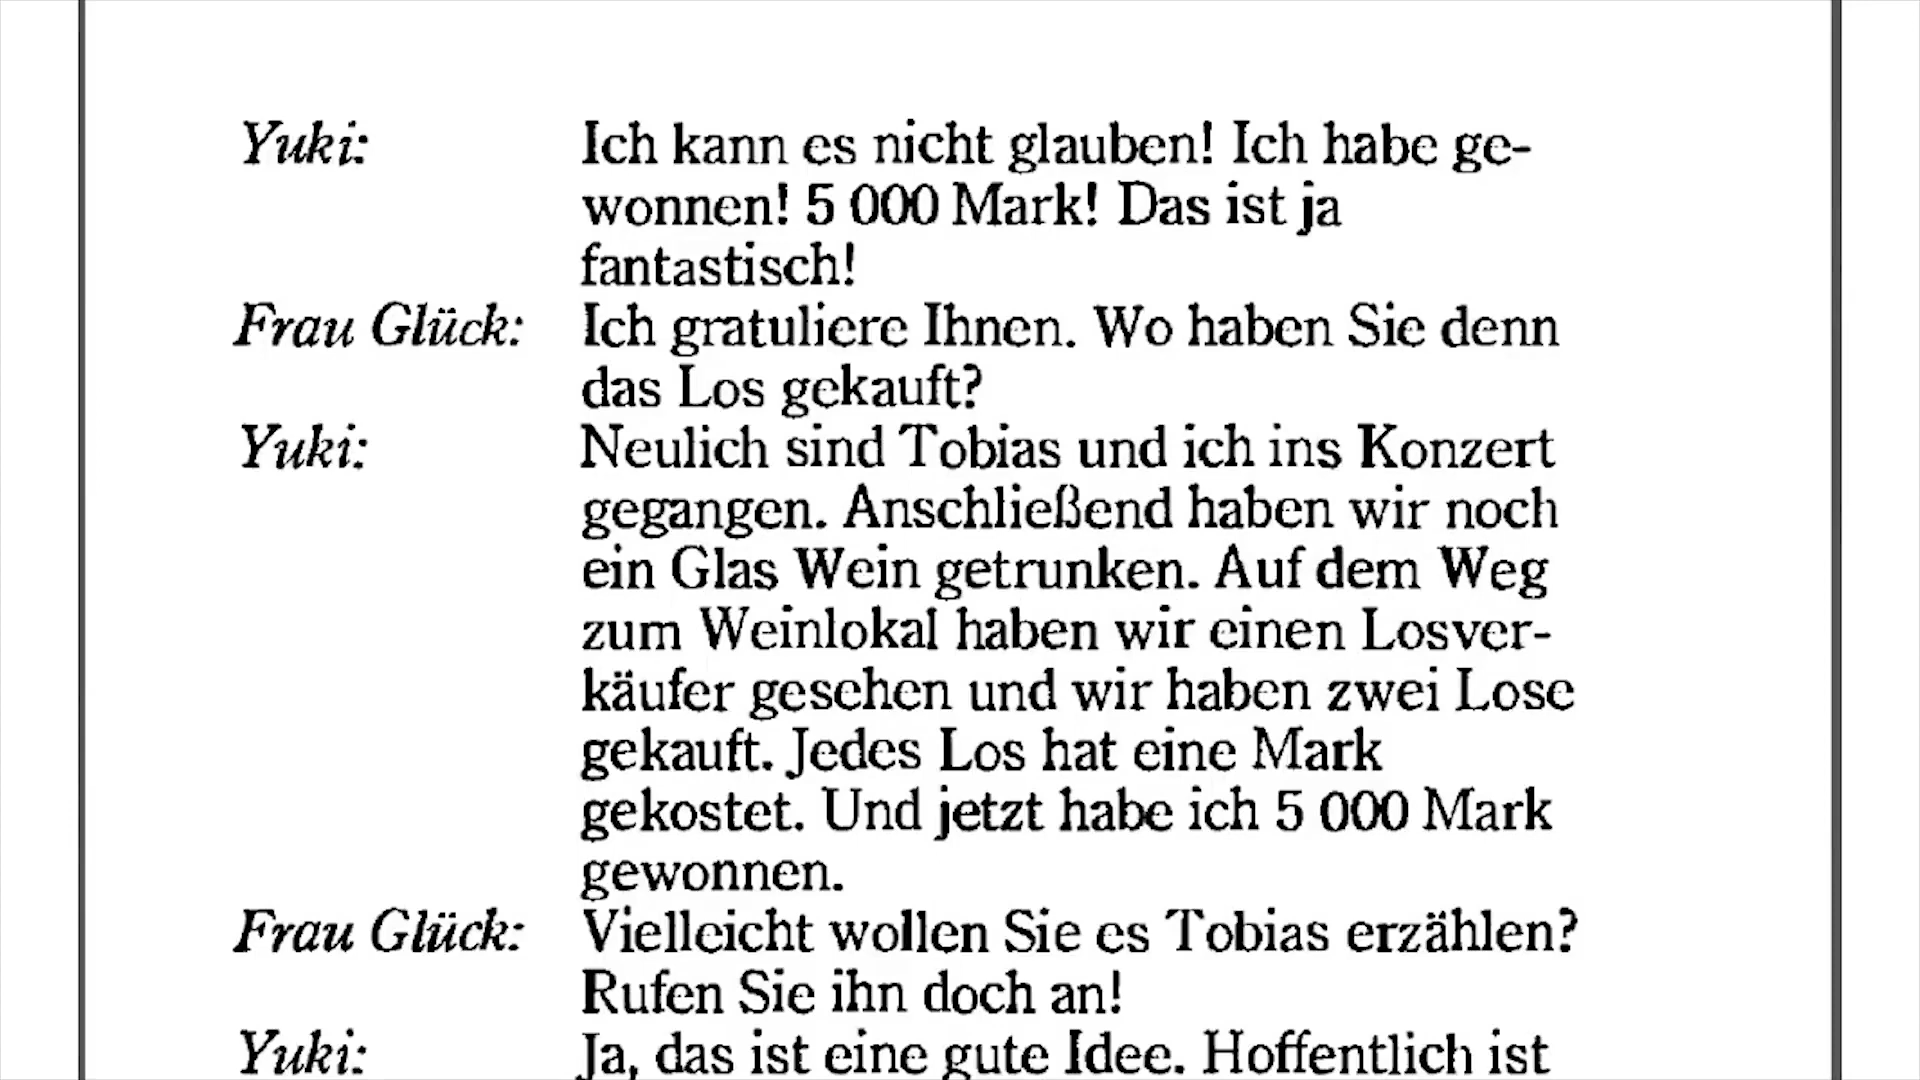 Yuki: Ich kann es nicht glauben! Ich habe ge-
wonnen! 5 000 Mark! Das ist ja
fantastisch!
Frau Glück: Ich gratuliere Ihnen. Wo haben Sie denn
das Los gekauft?
Yuki: Neulich sind Tobias und ich ins Konzert
gegangen. Anschließend haben wir noch
ein Glas Wein getrunken. Auf dem Weg
zum Weinlokal haben wir einen Losver-
käufer gesehen und wir haben zwei Lose
gekauft. Jedes Los hat eine Mark
gekostet. Und jetzt habe ich 5 000 Mark
gewonnen.
Frau Glück: Vielleicht wollen Sie es Tobias erzählen?
Rufen Sie ihn doch an!
Yuki: Ja, das ist eine gute Idee. Hoffentlich ist